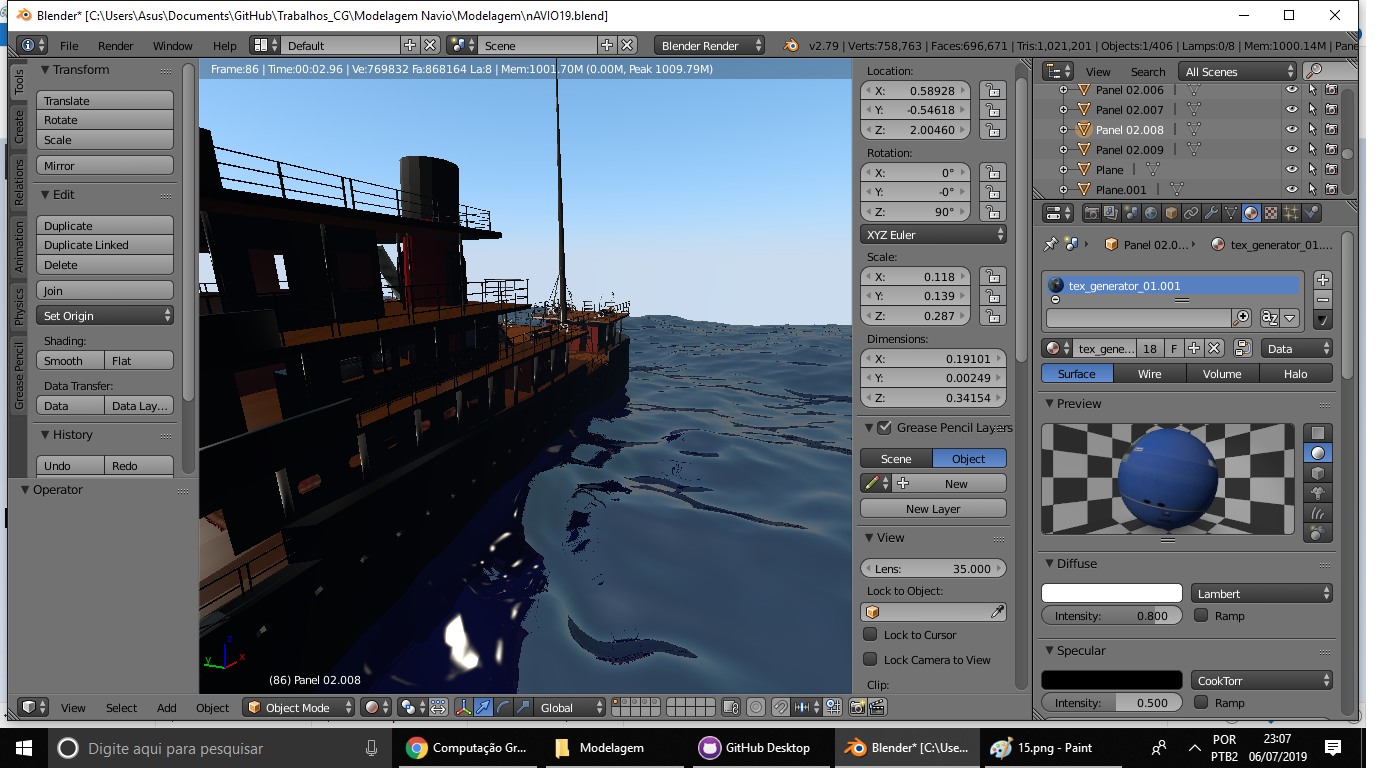 Blender* [C:\Users\Asus\Documents\GitHub\Trabalhos_CG\Modelagem Navio\Modelagem\nAVIO19.blend]
File Render Window Help Default Scene Blender Render v2.79 | Verts:758,763 | Faces:696,671 | Tris:1,021,201 | Objects:1/406 | Lamps:0/8 | Mem:1000.14M | Pane
Tools
Create
Relations
Animation
Physics
Grease Pencil
Transform
Translate
Rotate
Scale
Mirror
Edit
Duplicate
Duplicate Linked
Delete
Join
Set Origin
Shading:
Smooth Flat
Data Transfer:
Data Data Lay...
History
Undo Redo
Operator
Frame:86 | Time:00:02.96 | Ve:769832 Fa:868164 La:8 | Mem:1001.70M (0.00M, Peak 1009.79M)
z
y x
(86) Panel 02.008
Location:
X: 0.58928
Y: -0.54618
Z: 2.00460
Rotation:
X: 0°
Y: -0°
Z: 90°
XYZ Euler
Scale:
X: 0.118
Y: 0.139
Z: 0.287
Dimensions:
X: 0.19101
Y: 0.00249
Z: 0.34154
Grease Pencil Layers
Scene Object
New
New Layer
View
Lens: 35.000
Lock to Object:
Lock to Cursor
Lock Camera to View
Clip:
View Search All Scenes
Panel 02.006
Panel 02.007
Panel 02.008
Panel 02.009
Plane
Plane.001
Panel 02.0... tex_generator_01....
tex_generator_01.001
tex_gene... 18 F Data
Surface Wire Volume Halo
Preview
Diffuse
Lambert
Intensity: 0.800 Ramp
Specular
CookTorr
Intensity: 0.500 Ramp
View Select Add Object Object Mode Global
Digite aqui para pesquisar Computação Gr... Modelagem GitHub Desktop Blender* [C:\Use... 15.png - Paint
POR 23:07
PTB2 06/07/2019